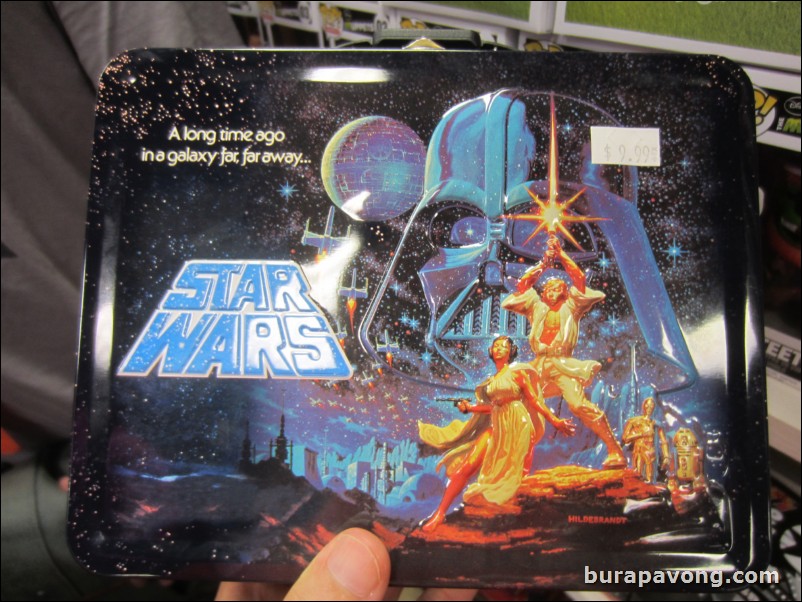 A long time ago
in a galaxy far, far away...
$ 9.99
STAR
WARS
HILDEBRANDT
burapavong.com